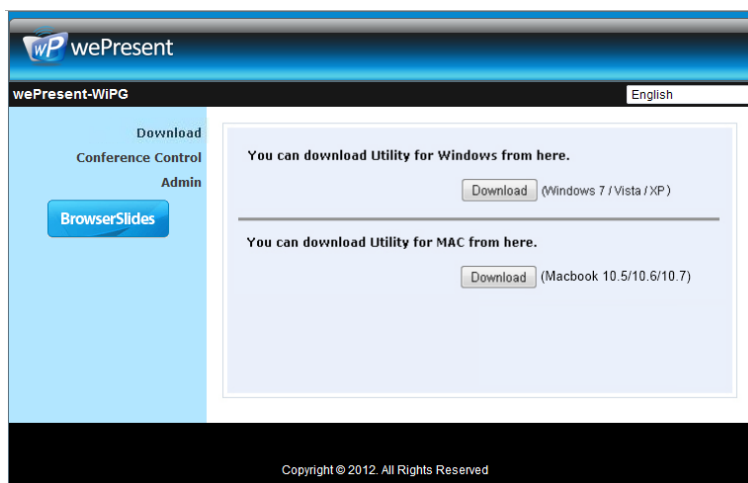 wP wePresent
wePresent-WiPG
English
Download
Conference Control
Admin
BrowserSlides
You can download Utility for Windows from here.
Download (Windows 7 / Vista / XP)
You can download Utility for MAC from here.
Download (Macbook 10.5/10.6/10.7)
Copyright © 2012. All Rights Reserved